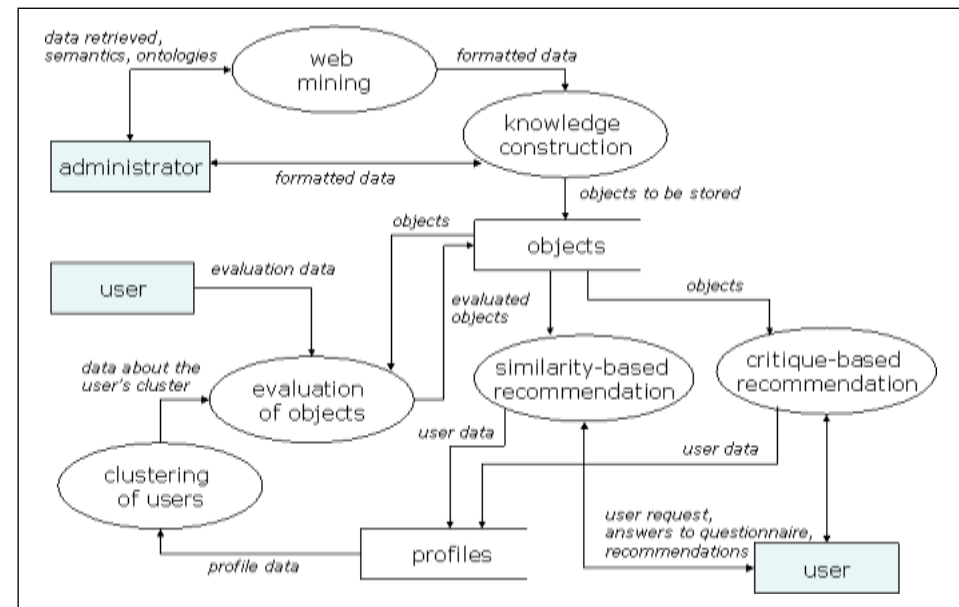 data retrieved,
semantics, ontologies
web
mining
formatted data
knowledge
construction
administrator
formatted data
objects to be stored
objects
objects
user
evaluation data
evaluated
objects
objects
data about the
user's cluster
evaluation
of objects
similarity-based
recommendation
critique-based
recommendation
user data
user data
clustering
of users
user request,
answers to questionnaire,
recommendations
profiles
profile data
user